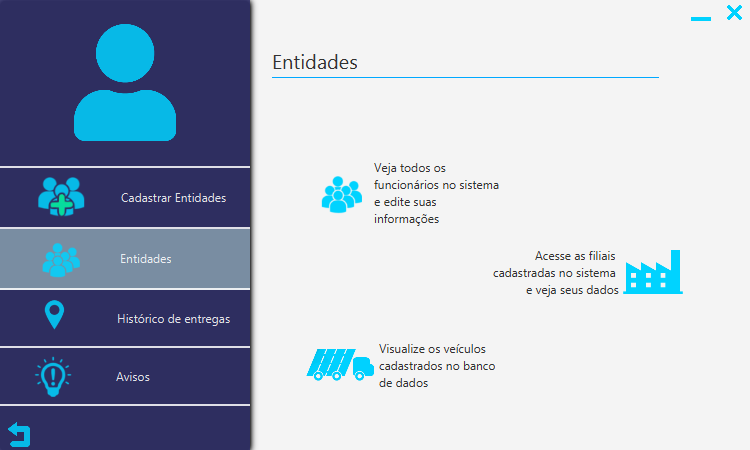 Cadastrar Entidades
Entidades
Histórico de entregas
Avisos
Entidades
Veja todos os
funcionários no sistema
e edite suas
informações
Acesse as filiais
cadastradas no sistema
e veja seus dados
Visualize os veículos
cadastrados no banco
de dados